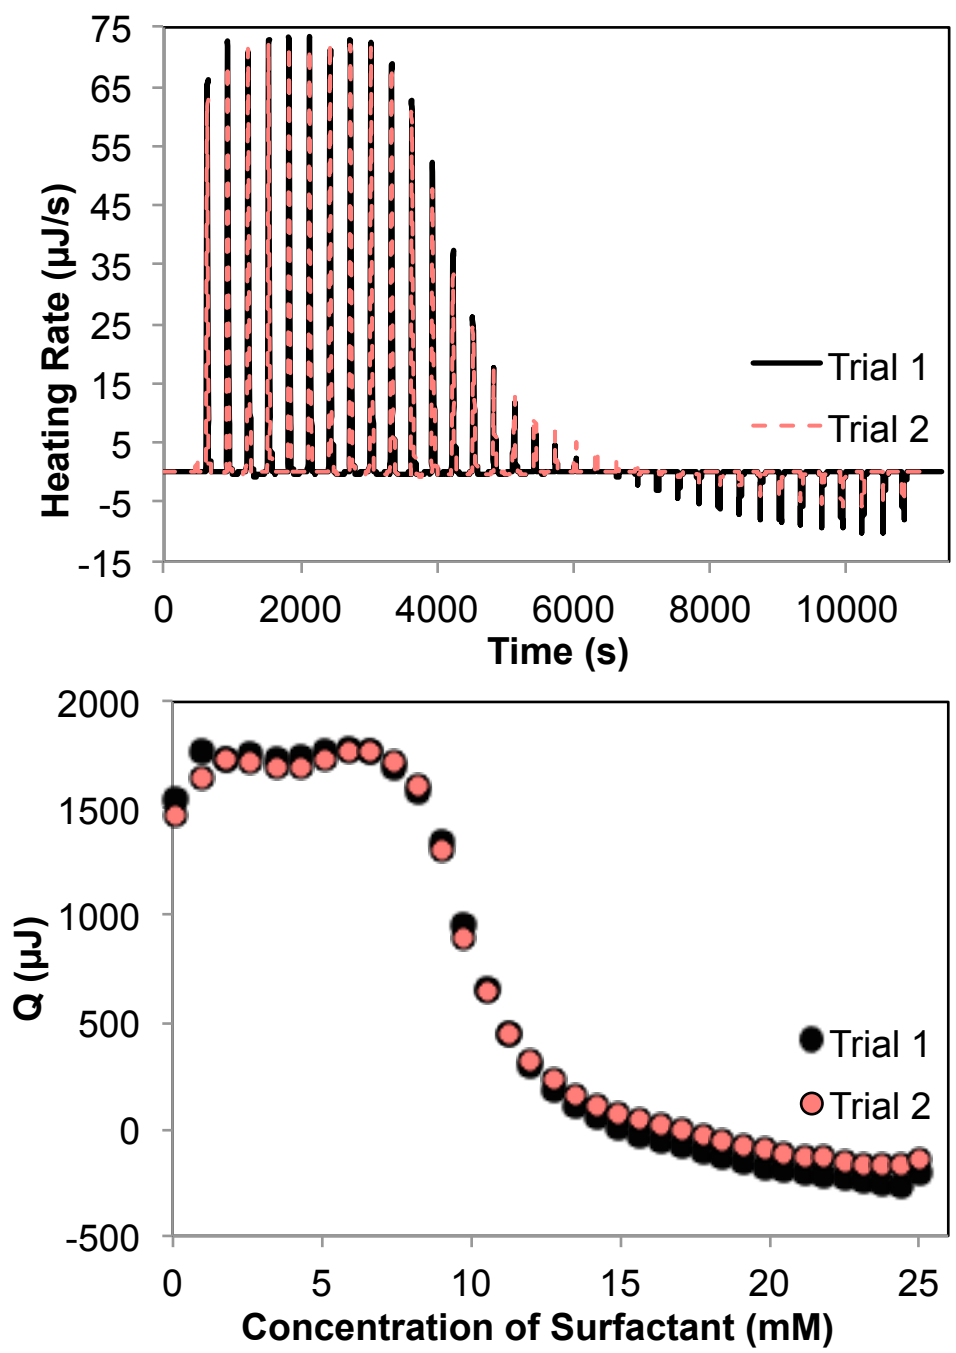 75
65
55
45
35
25
15
5
-5
-15
Heating Rate (µJ/s)
Trial 1
Trial 2
0 2000 4000 6000 8000 10000
Time (s)
2000
1500
1000
500
0
-500
Q (µJ)
Trial 1
Trial 2
0 5 10 15 20 25
Concentration of Surfactant (mM)